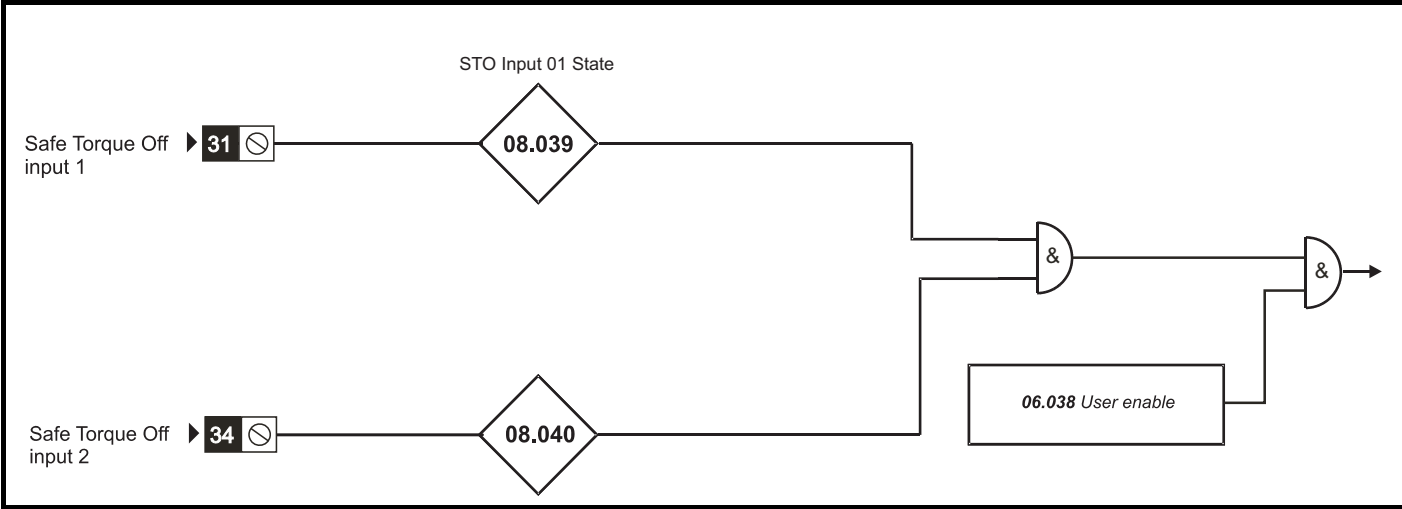 STO Input 01 State
Safe Torque Off
input 1
31
08.039
&
&
06.038 User enable
Safe Torque Off
input 2
34
08.040